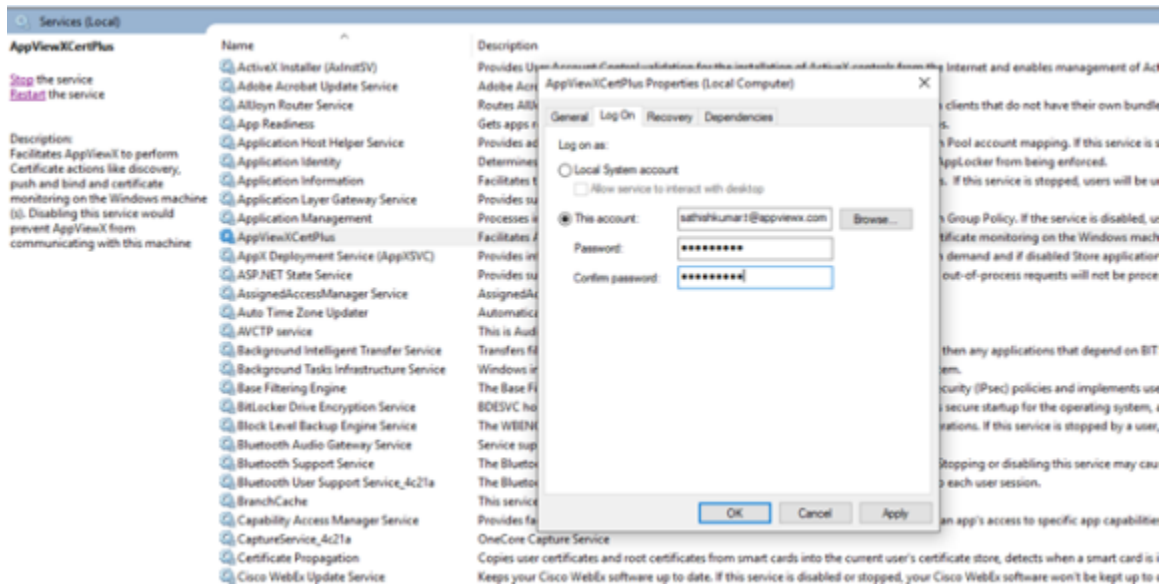 Services (Local)
AppViewXCertPlus
Stop the service
Restart the service
Description:
Facilitates AppViewX to perform
Certificate actions like discovery,
push and bind and certificate
monitoring on the Windows machine
(s). Disabling this service would
prevent AppViewX from
communicating with this machine
Name Description
ActiveX Installer (AxInstSV) Provides User Account Control validation for the installation of ActiveX controls from the Internet and enables management of Act
Adobe Acrobat Update Service Adobe Acro
AllJoyn Router Service Routes AllJ clients that do not have their own bundle
App Readiness Gets apps r s.
Application Host Helper Service Provides ad Pool account mapping. If this service is s
Application Identity Determines AppLocker from being enforced.
Application Information Facilitates t . If this service is stopped, users will be u
Application Layer Gateway Service Provides su
Application Management Processes i Group Policy. If the service is disabled, u
AppViewXCertPlus Facilitates A tificate monitoring on the Windows mach
AppX Deployment Service (AppXSVC) Provides in demand and if disabled Store application
ASP.NET State Service Provides su out-of-process requests will not be proce
AssignedAccessManager Service AssignedAc
Auto Time Zone Updater Automatica
AVCTP service This is Aud
Background Intelligent Transfer Service Transfers fil then any applications that depend on BIT
Background Tasks Infrastructure Service Windows in em.
Base Filtering Engine The Base Fi curity (IPsec) policies and implements use
BitLocker Drive Encryption Service BDESVC ho secure startup for the operating system, a
Block Level Backup Engine Service The WBEN rations. If this service is stopped by a user,
Bluetooth Audio Gateway Service Service sup
Bluetooth Support Service The Blueto Stopping or disabling this service may cau
Bluetooth User Support Service_4c21a The Blueto each user session.
BranchCache This service
Capability Access Manager Service Provides fa an app's access to specific app capabilities
CaptureService_4c21a OneCore Capture Service
Certificate Propagation Copies user certificates and root certificates from smart cards into the current user's certificate store, detects when a smart card is i
Cisco WebEx Update Service Keeps your Cisco WebEx software up to date. If this service is disabled or stopped, your Cisco WebEx software won't be kept up to
AppViewXCertPlus Properties (Local Computer)
General Log On Recovery Dependencies
Log on as:
Local System account
Allow service to interact with desktop
This account: sathishkumar.t@appviewx.com Browse...
Password: •••••••••
Confirm password: •••••••••
OK Cancel Apply